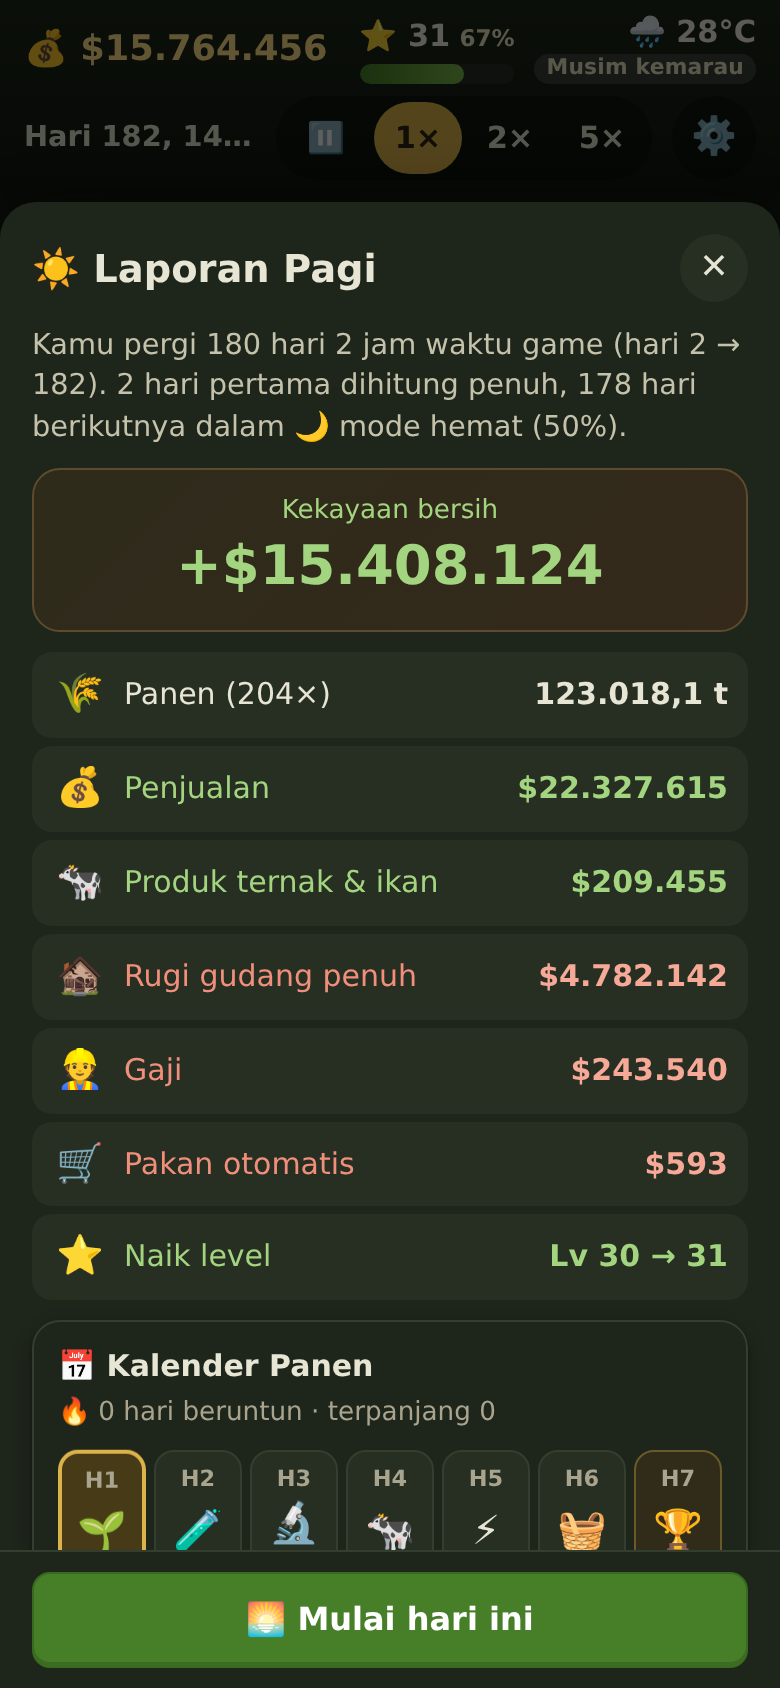 $15.764.456
31 67%
28°C
Musim kemarau
Hari 182, 14...
1×
2×
5×
Laporan Pagi
Kamu pergi 180 hari 2 jam waktu game (hari 2 →
182). 2 hari pertama dihitung penuh, 178 hari
berikutnya dalam 🌙 mode hemat (50%).
Kekayaan bersih
+$15.408.124
Panen (204×) 123.018,1 t
Penjualan $22.327.615
Produk ternak & ikan $209.455
Rugi gudang penuh $4.782.142
Gaji $243.540
Pakan otomatis $593
Naik level Lv 30 → 31
Kalender Panen
0 hari beruntun · terpanjang 0
H1 H2 H3 H4 H5 H6 H7
Mulai hari ini